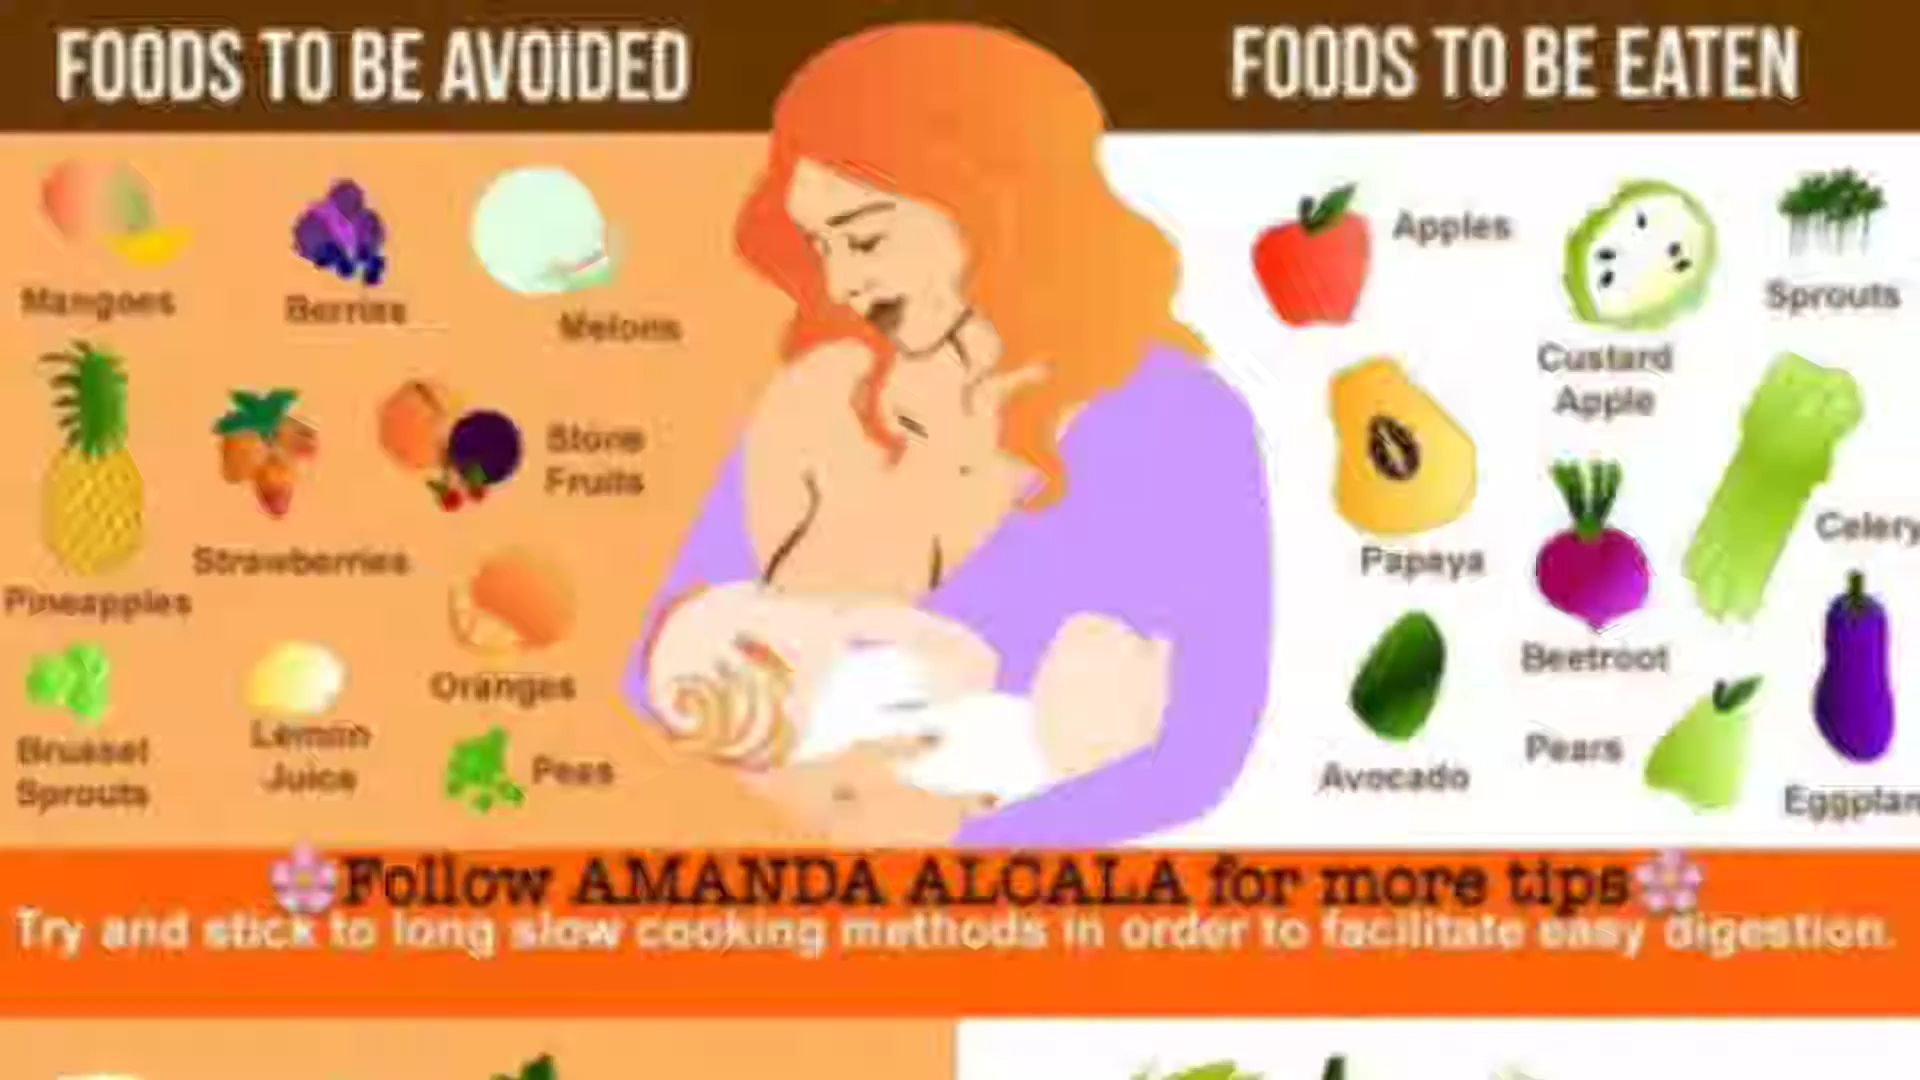 FOODS TO BE AVOIDED
FOODS TO BE EATEN
Mangoes
Berries
Melons
Pineapples
Strawberries
Stone
Fruits
Oranges
Brussel
Sprouts
Lemon
Juice
Peas
Apples
Custard
Apple
Sprouts
Papaya
Beetroot
Celery
Avocado
Pears
Eggplan
Follow AMANDA ALCALA for more tips
Try and stick to long slow cooking methods in order to facilitate easy digestion.